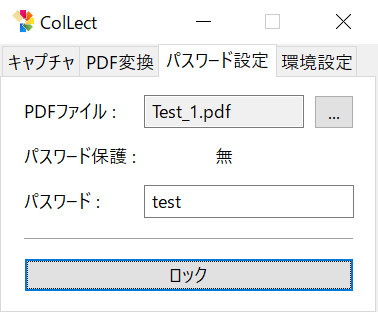 ColLect
キャプチャ PDF変換 パスワード設定 環境設定
PDFファイル : Test_1.pdf ...
パスワード保護 : 無
パスワード : test
ロック